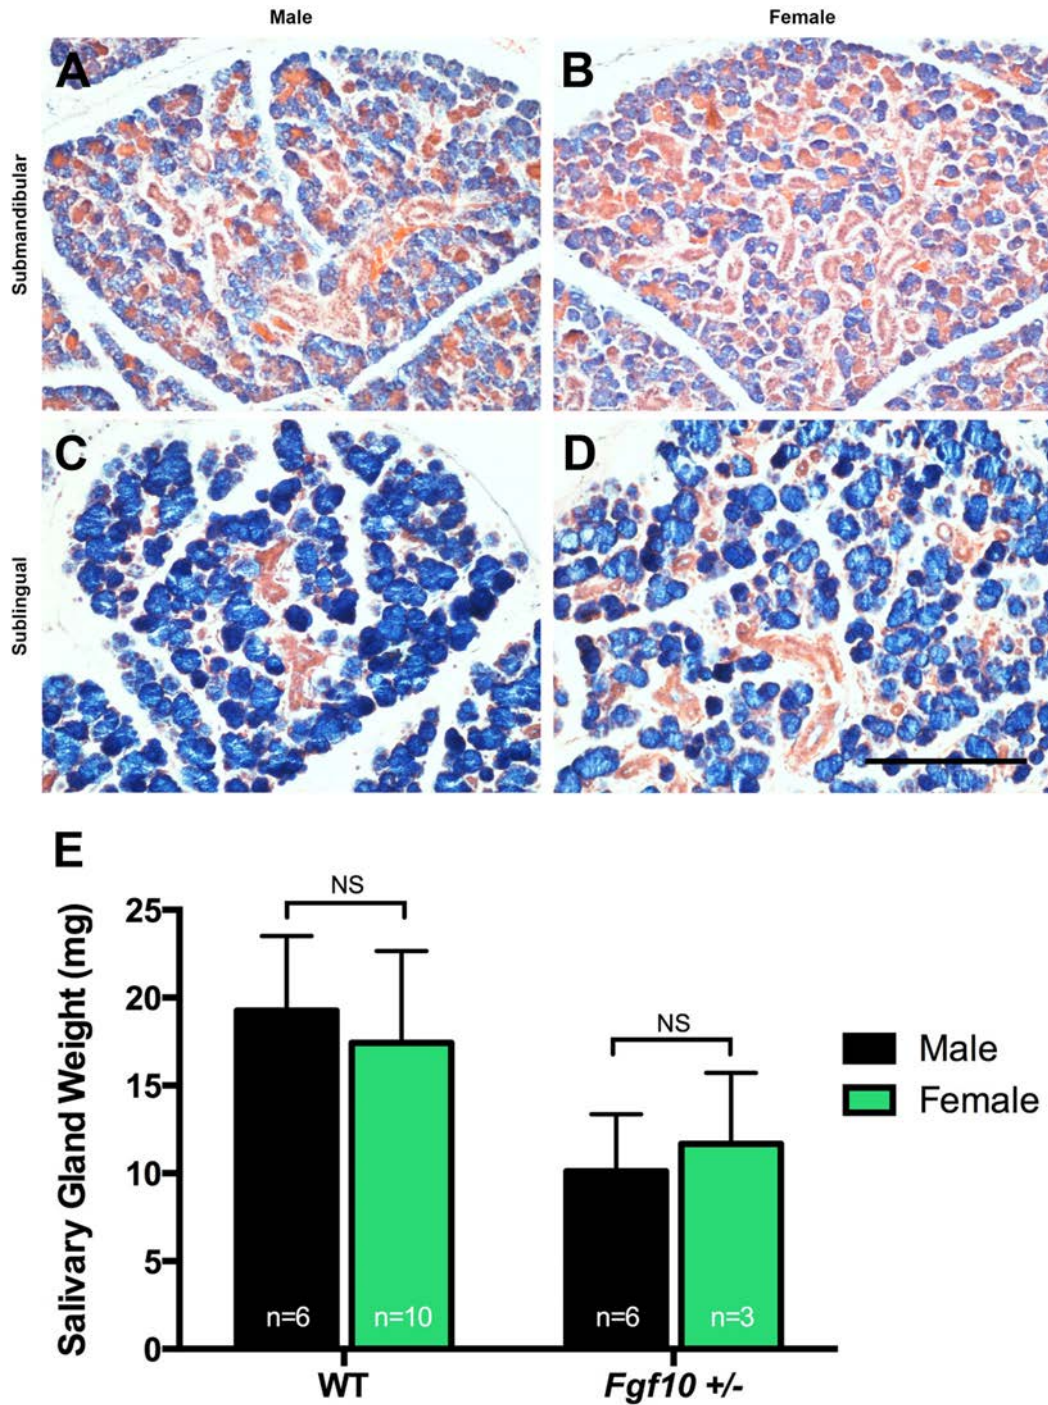 Male Female
A B
Submandibular
C D
Sublingual
E
Salivary Gland Weight (mg)
25
20
15
10
5
0
NS
NS
n=6 n=10 n=6 n=3
WT Fgf10 +/-
Male
Female